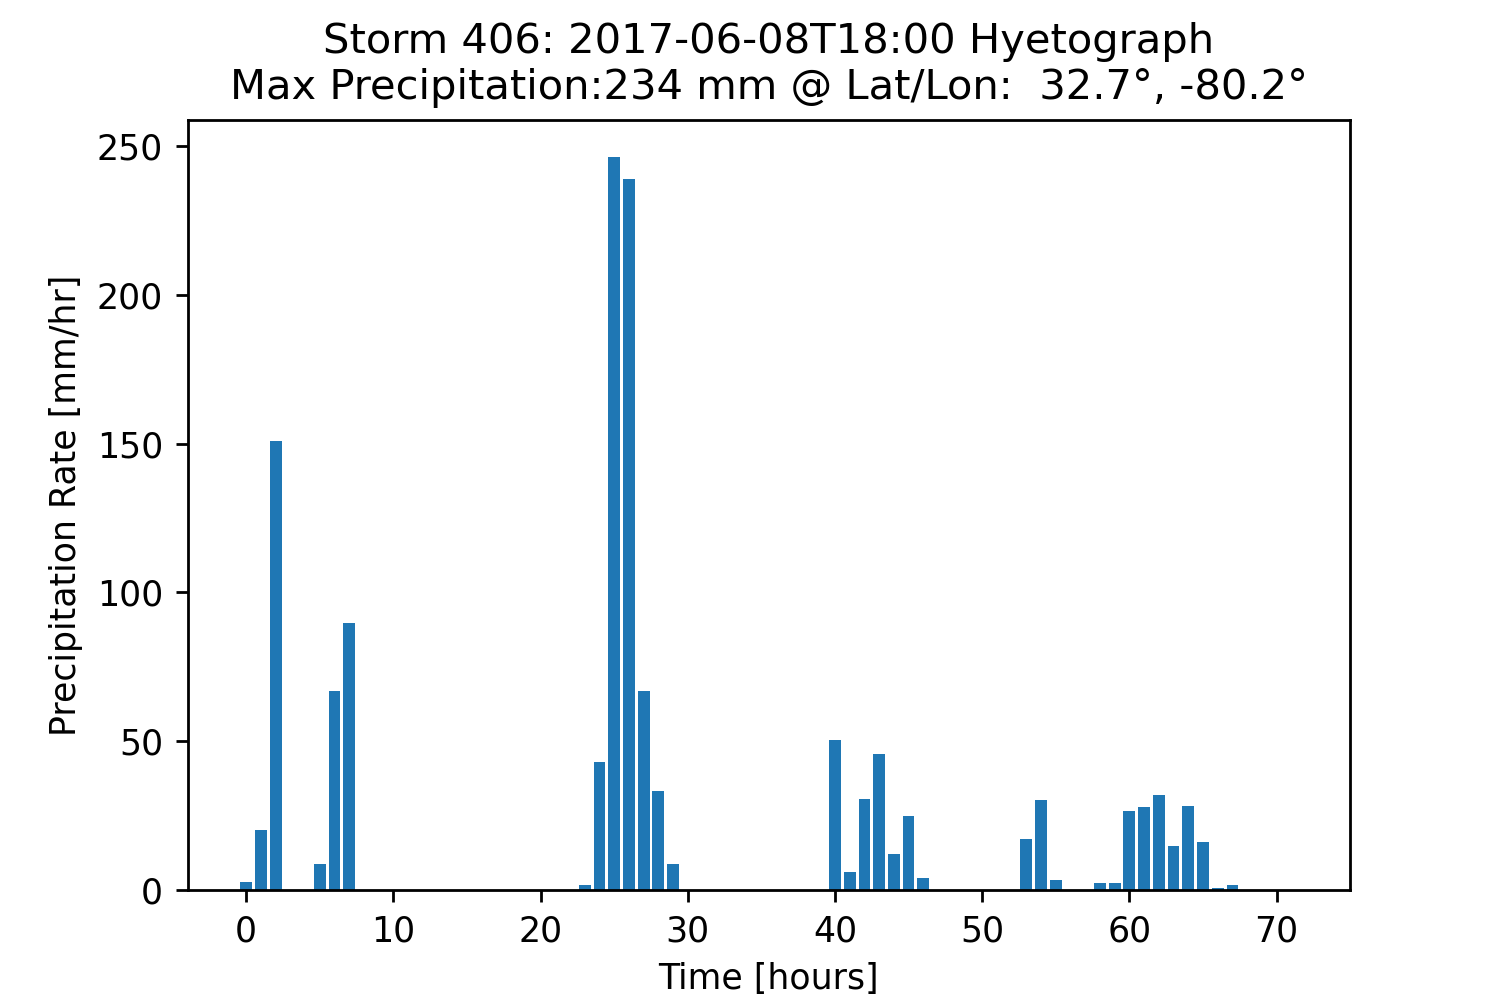 Storm 406: 2017-06-08T18:00 Hyetograph
Max Precipitation:234 mm @ Lat/Lon:  32.7°, -80.2°
250
200
150
100
50
0
Precipitation Rate [mm/hr]
0 10 20 30 40 50 60 70
Time [hours]